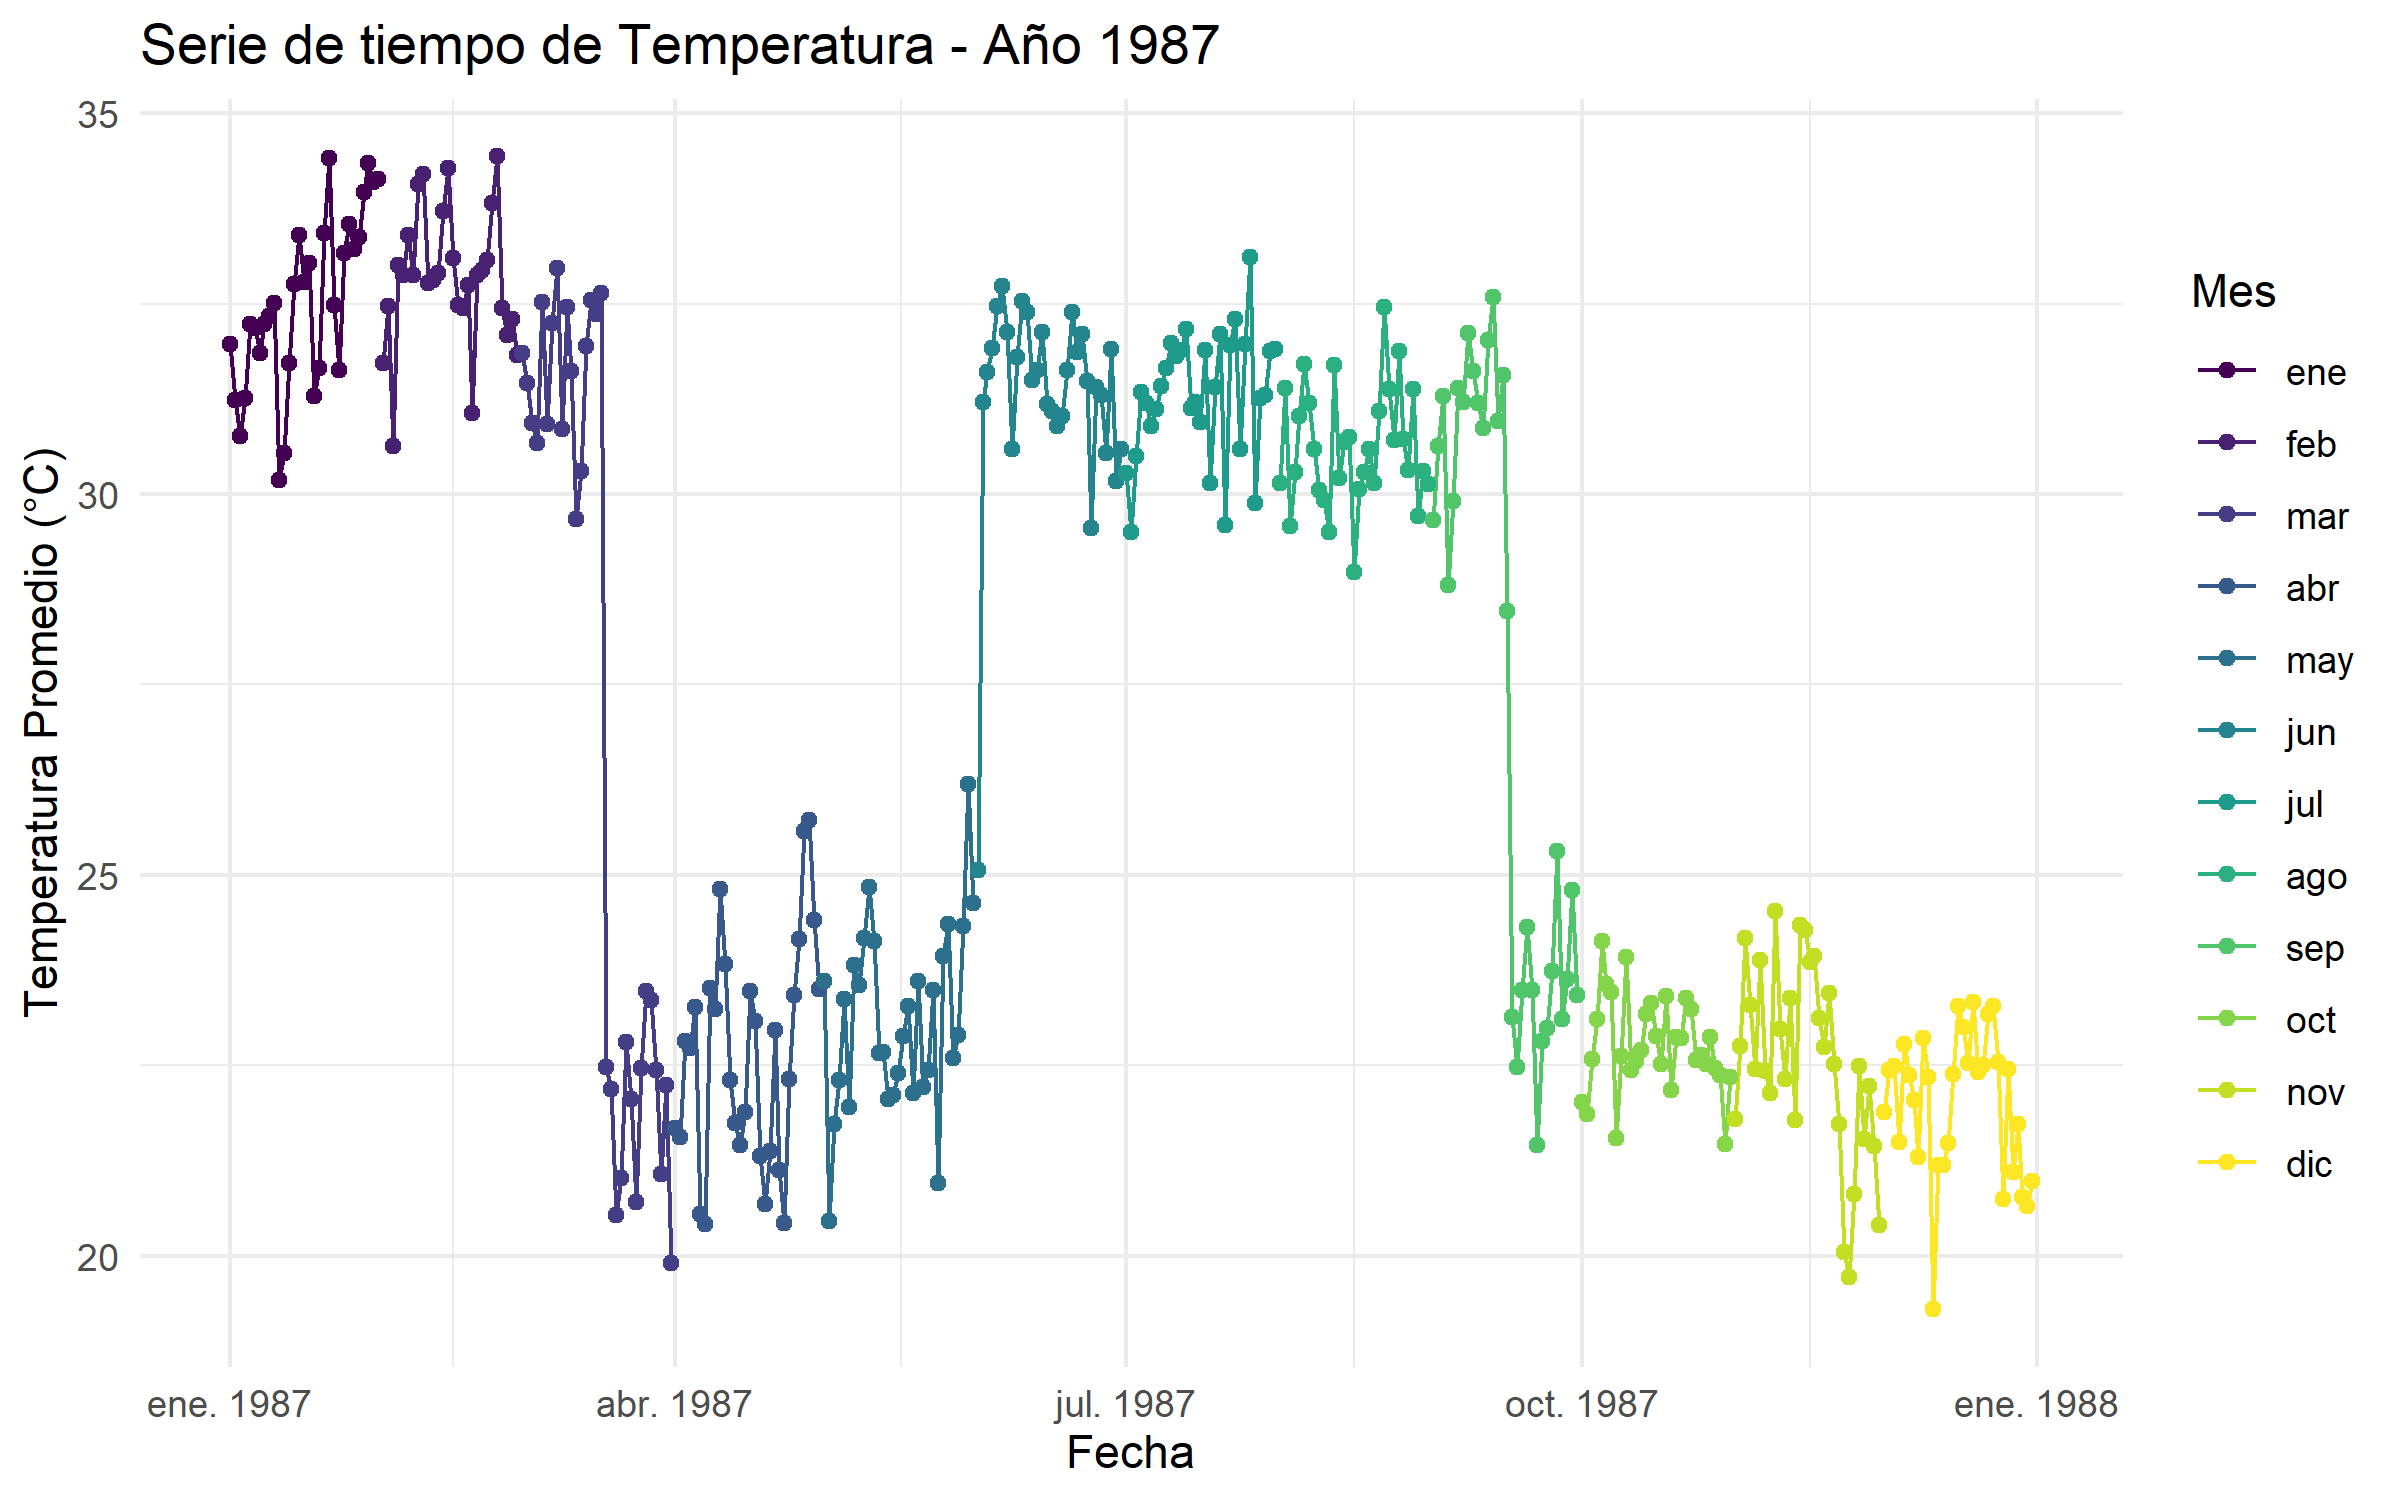 Serie de tiempo de Temperatura - Año 1987
Temperatura Promedio (°C)
35
30
25
20
ene. 1987
abr. 1987
jul. 1987
oct. 1987
ene. 1988
Fecha
Mes
ene
feb
mar
abr
may
jun
jul
ago
sep
oct
nov
dic